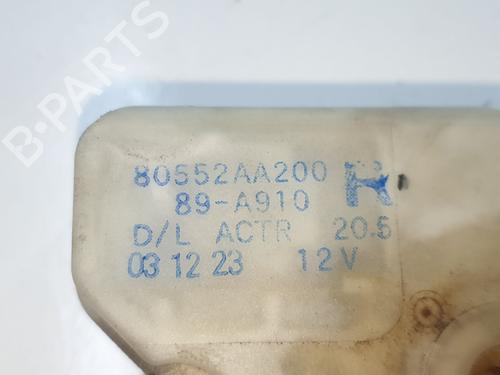 B-PARTS
80552AA200 R
89-A910
D/L ACTR 20.5
03 12 23 12V